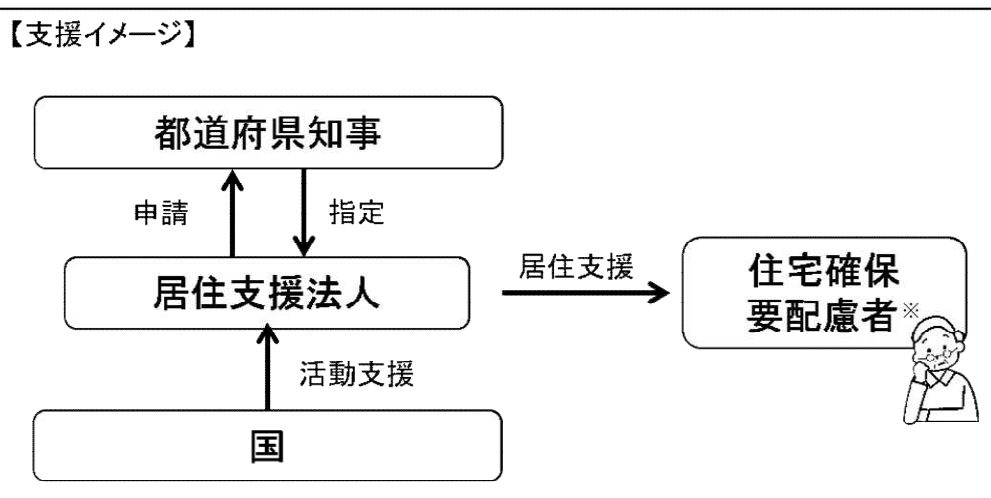 【支援イメージ】
都道府県知事
申請
指定
居住支援法人
居住支援
住宅確保
要配慮者※
活動支援
国